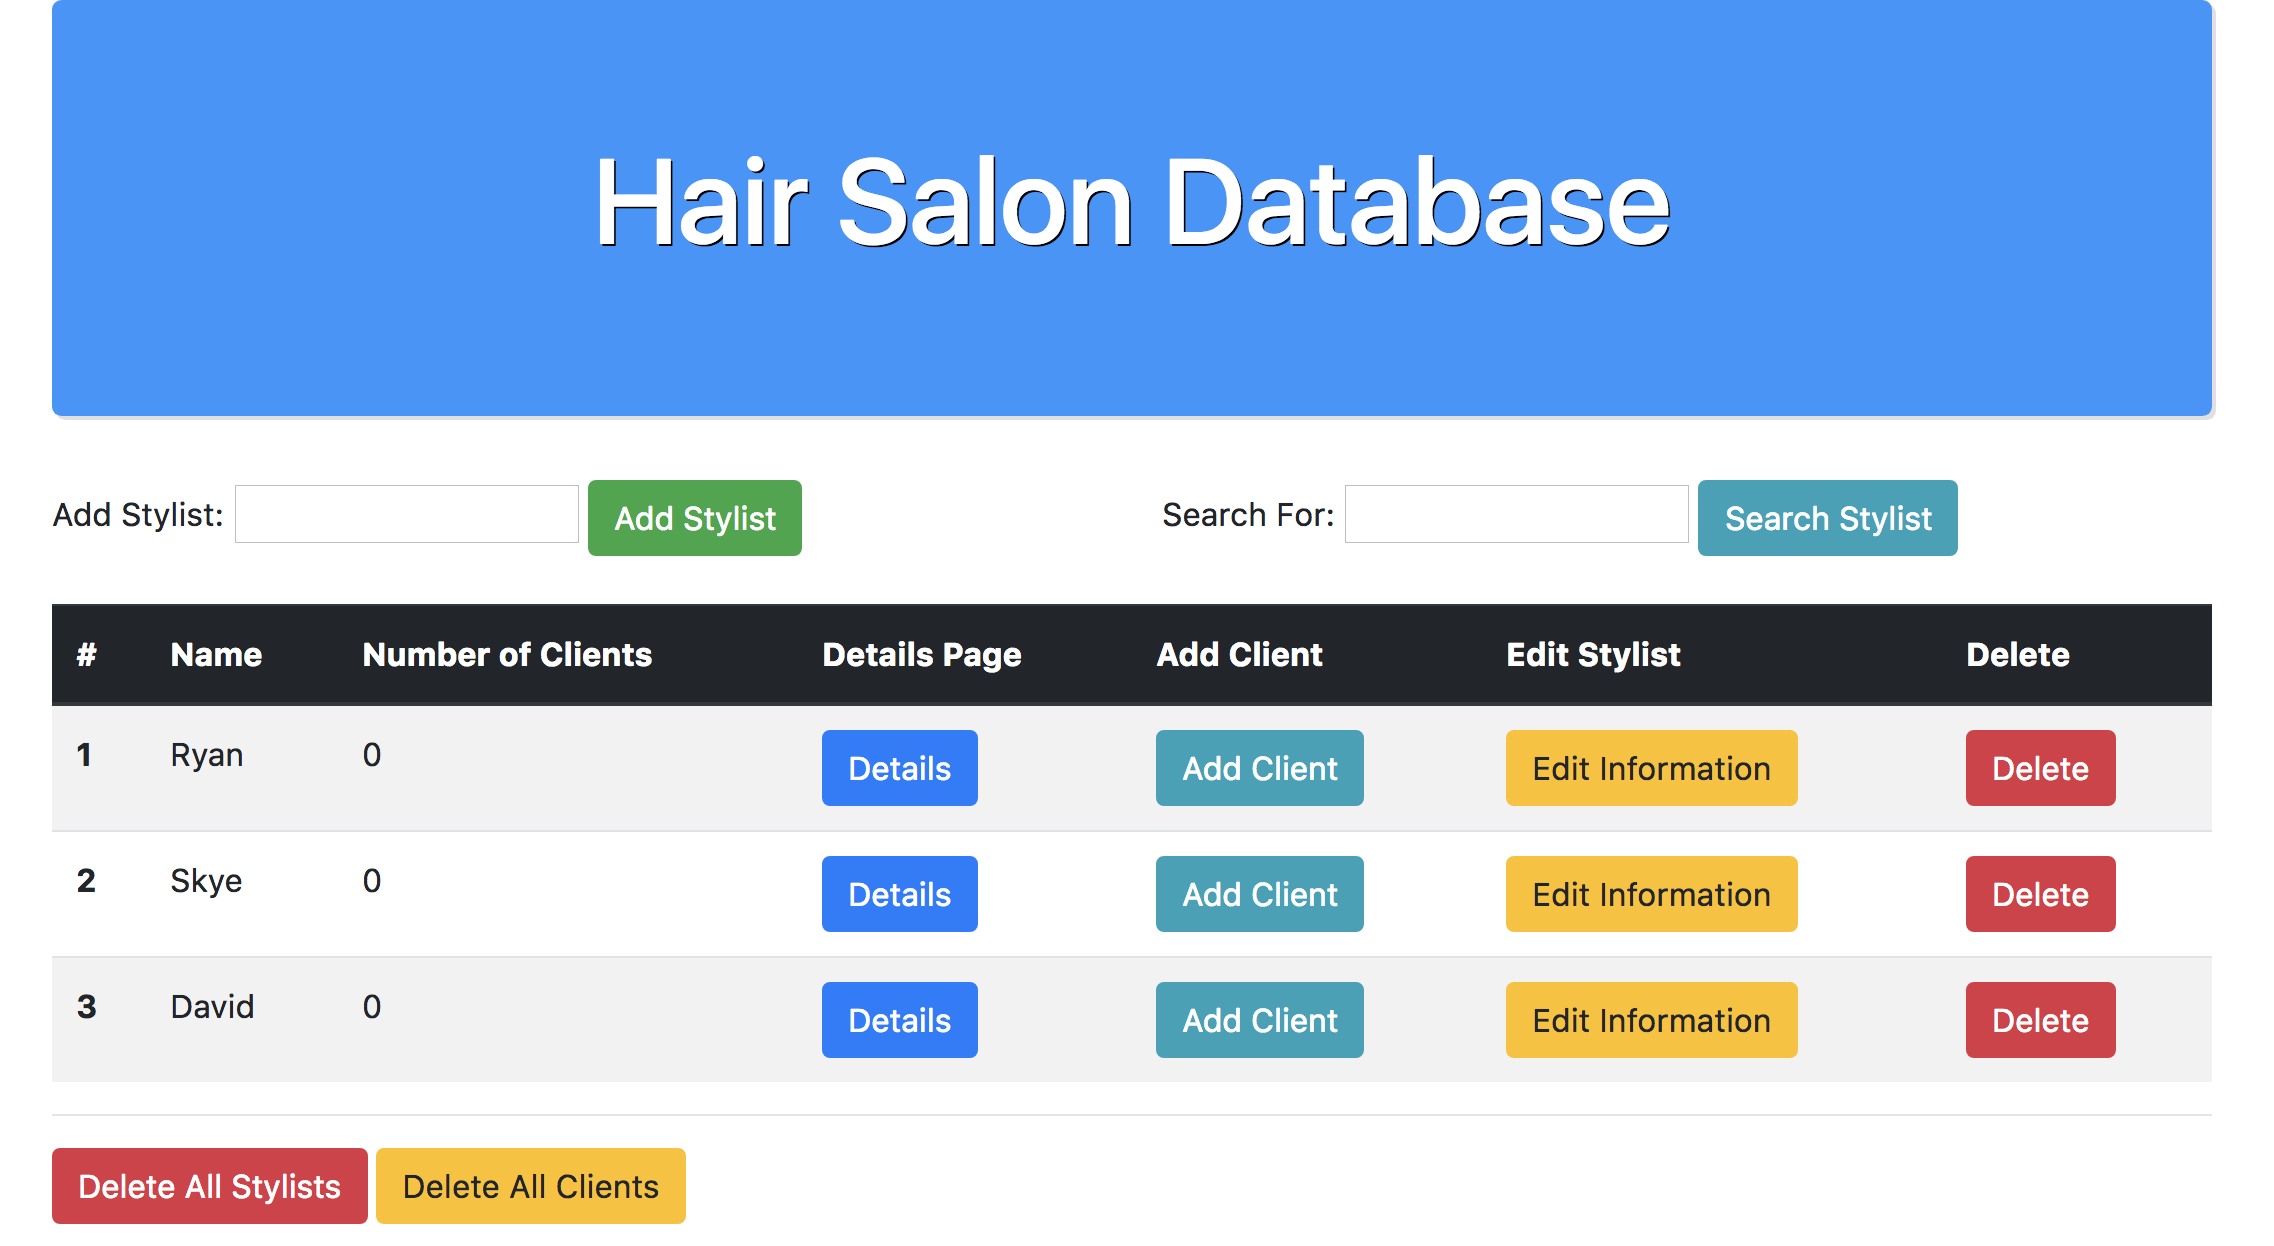 Hair Salon Database
Add Stylist: Add Stylist Search For: Search Stylist
# Name Number of Clients Details Page Add Client Edit Stylist Delete
1 Ryan 0 Details Add Client Edit Information Delete
2 Skye 0 Details Add Client Edit Information Delete
3 David 0 Details Add Client Edit Information Delete
Delete All Stylists Delete All Clients